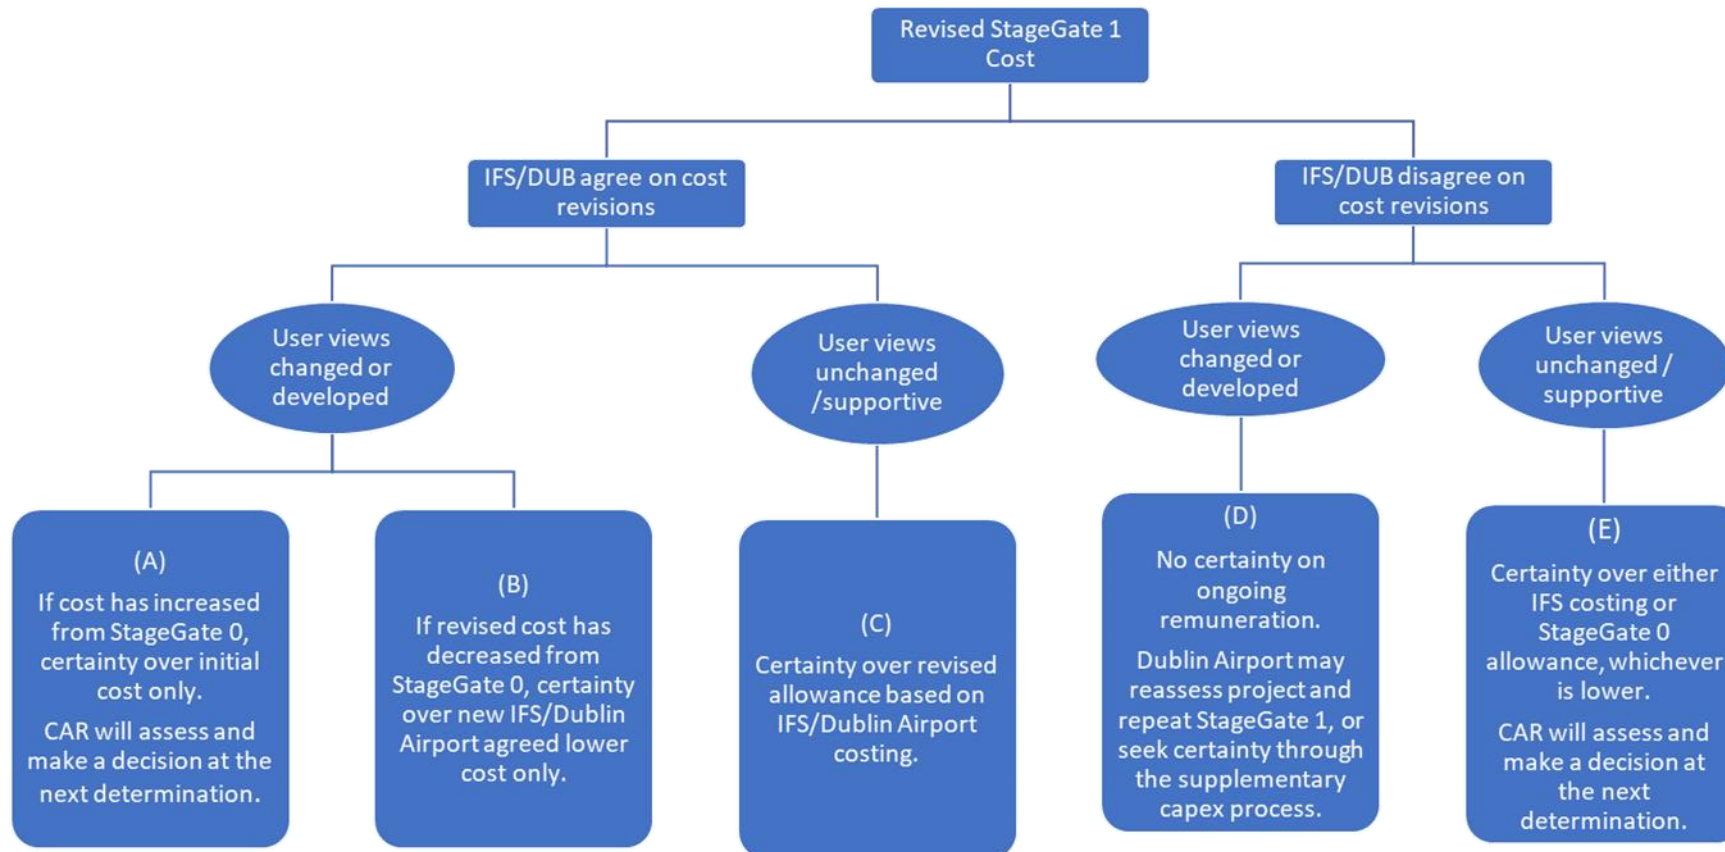 Revised StageGate 1
Cost
IFS/DUB agree on cost
revisions
IFS/DUB disagree on
cost revisions
User views
changed or
developed
User views
unchanged
/supportive
User views
changed or
developed
User views
unchanged /
supportive
(A)
If cost has increased
from StageGate 0,
certainty over initial
cost only.
CAR will assess and
make a decision at the
next determination.
(B)
If revised cost has
decreased from
StageGate 0, certainty
over new IFS/Dublin
Airport agreed lower
cost only.
(C)
Certainty over revised
allowance based on
IFS/Dublin Airport
costing.
(D)
No certainty on
ongoing
remuneration.
Dublin Airport may
reassess project and
repeat StageGate 1, or
seek certainty through
the supplementary
capex process.
(E)
Certainty over either
IFS costing or
StageGate 0
allowance, whichever
is lower.
CAR will assess and
make a decision at
the next
determination.